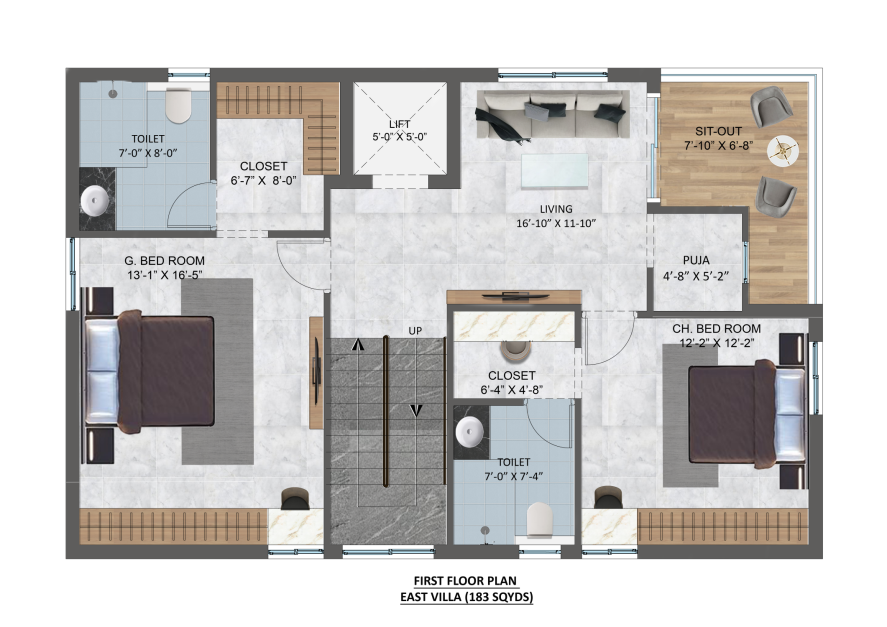 TOILET
7'-0" X 8'-0"
CLOSET
6'-7" X 8'-0"
LIFT
5'-0" X 5'-0"
SIT-OUT
7'-10" X 6'-8"
LIVING
16'-10" X 11-10"
G. BED ROOM
13'-1" X 16'-5"
PUJA
4'-8" X 5'-2"
UP
CH. BED ROOM
12'-2" X 12'-2"
CLOSET
6'-4" X 4'-8"
TOILET
7'-0" X 7'-4"
FIRST FLOOR PLAN
EAST VILLA (183 SQYDS)